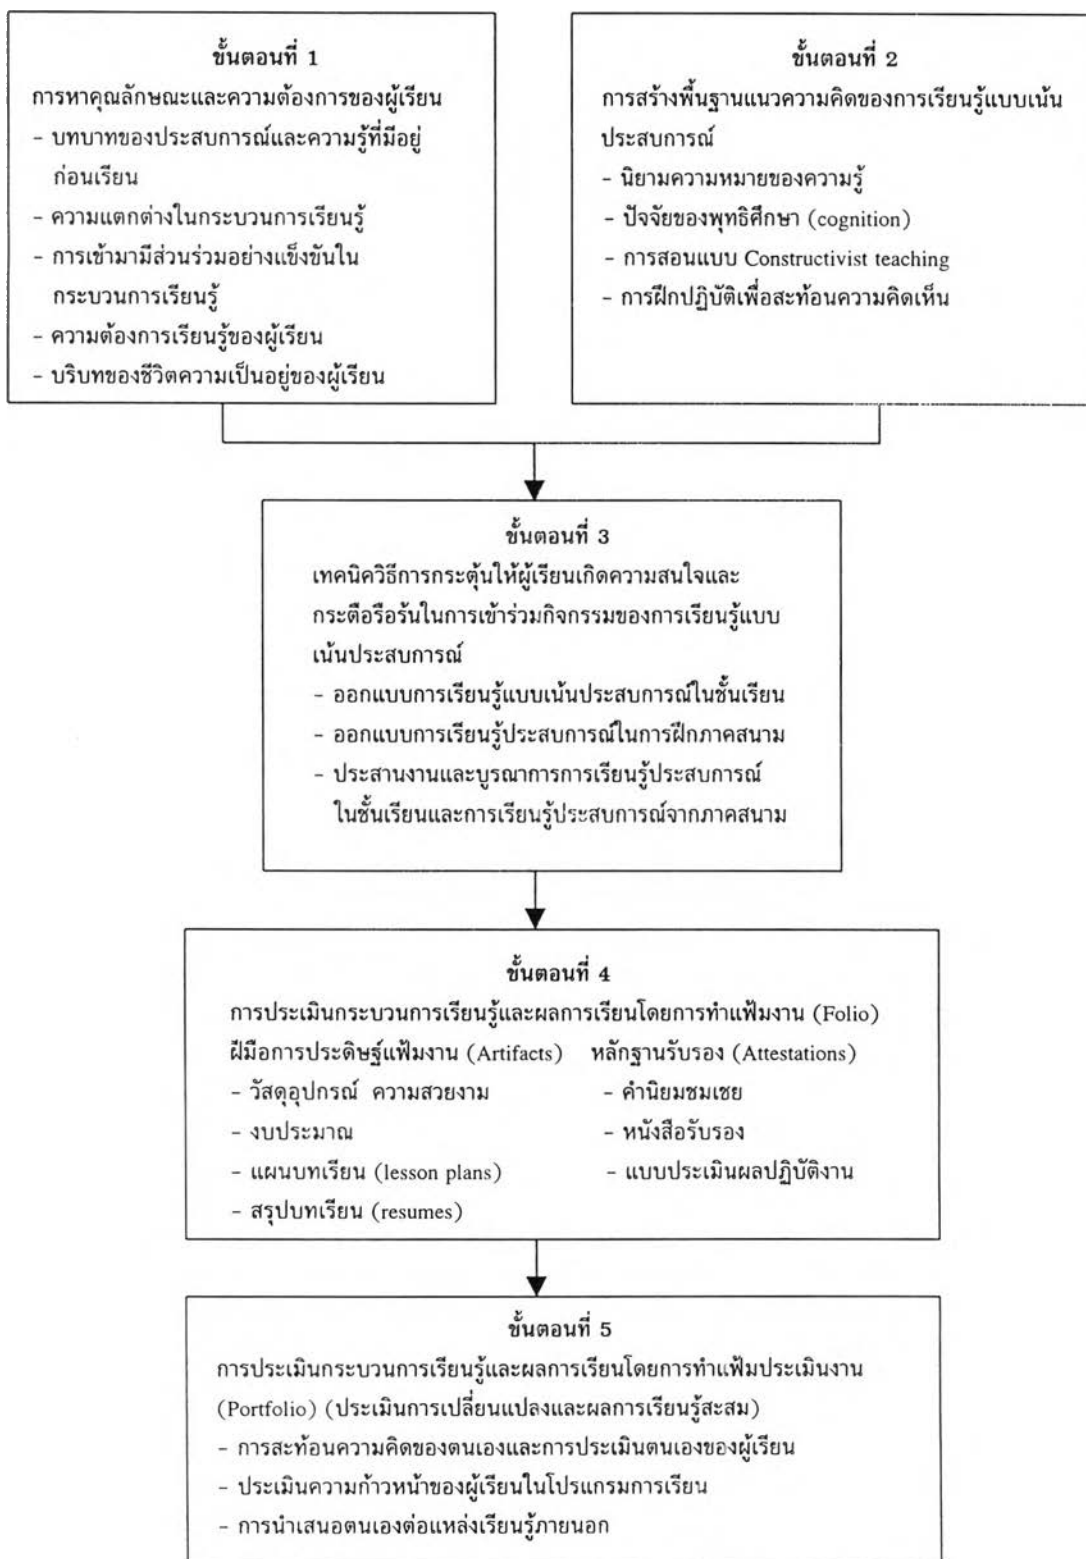 ขั้นตอนที่ 1
การหาคุณลักษณะและความต้องการของผู้เรียน
- บทบาทของประสบการณ์และความรู้ที่มีอยู่
ก่อนเรียน
- ความแตกต่างในกระบวนการเรียนรู้
- การเข้ามามีส่วนร่วมอย่างแข็งขันใน
กระบวนการเรียนรู้
- ความต้องการเรียนรู้ของผู้เรียน
- บริบทของชีวิตความเป็นอยู่ของผู้เรียน
ขั้นตอนที่ 2
การสร้างพื้นฐานแนวความคิดของการเรียนรู้แบบเน้น
ประสบการณ์
- นิยามความหมายของความรู้
- ปัจจัยของพุทธิศึกษา (cognition)
- การสอนแบบ Constructivist teaching
- การฝึกปฏิบัติเพื่อสะท้อนความคิดเห็น
ขั้นตอนที่ 3
เทคนิควิธีการกระตุ้นให้ผู้เรียนเกิดความสนใจและ
กระตือรือร้นในการเข้าร่วมกิจกรรมของการเรียนรู้แบบ
เน้นประสบการณ์
- ออกแบบการเรียนรู้แบบเน้นประสบการณ์ในชั้นเรียน
- ออกแบบการเรียนรู้ประสบการณ์ในการฝึกภาคสนาม
- ประสานงานและบูรณาการการเรียนรู้ประสบการณ์
ในชั้นเรียนและการเรียนรู้ประสบการณ์จากภาคสนาม
ขั้นตอนที่ 4
การประเมินกระบวนการเรียนรู้และผลการเรียนโดยการทำแฟ้มงาน (Folio)
ฝีมือการประดิษฐ์แฟ้มงาน (Artifacts) หลักฐานรับรอง (Attestations)
- วัสดุอุปกรณ์ ความสวยงาม - คำนิยมชมเชย
- งบประมาณ - หนังสือรับรอง
- แผนบทเรียน (lesson plans) - แบบประเมินผลปฏิบัติงาน
- สรุปบทเรียน (resumes)
ขั้นตอนที่ 5
การประเมินกระบวนการเรียนรู้และผลการเรียนโดยการทำแฟ้มประเมินงาน
(Portfolio) (ประเมินการเปลี่ยนแปลงและผลการเรียนรู้สะสม)
- การสะท้อนความคิดของตนเองและการประเมินตนเองของผู้เรียน
- ประเมินความก้าวหน้าของผู้เรียนในโปรแกรมการเรียน
- การนำเสนอตนเองต่อแหล่งเรียนรู้ภายนอก